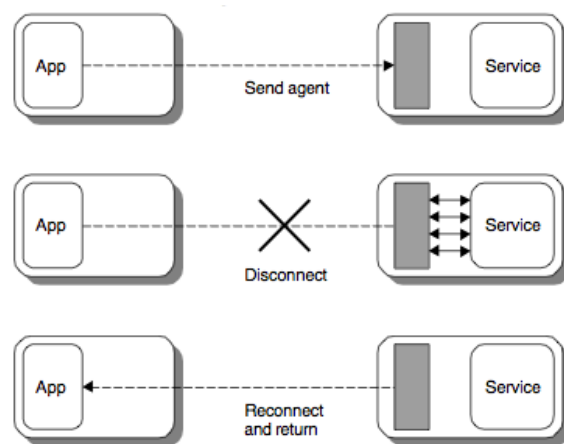 App
Service
Send agent
App
Service
Disconnect
App
Service
Reconnect
and return